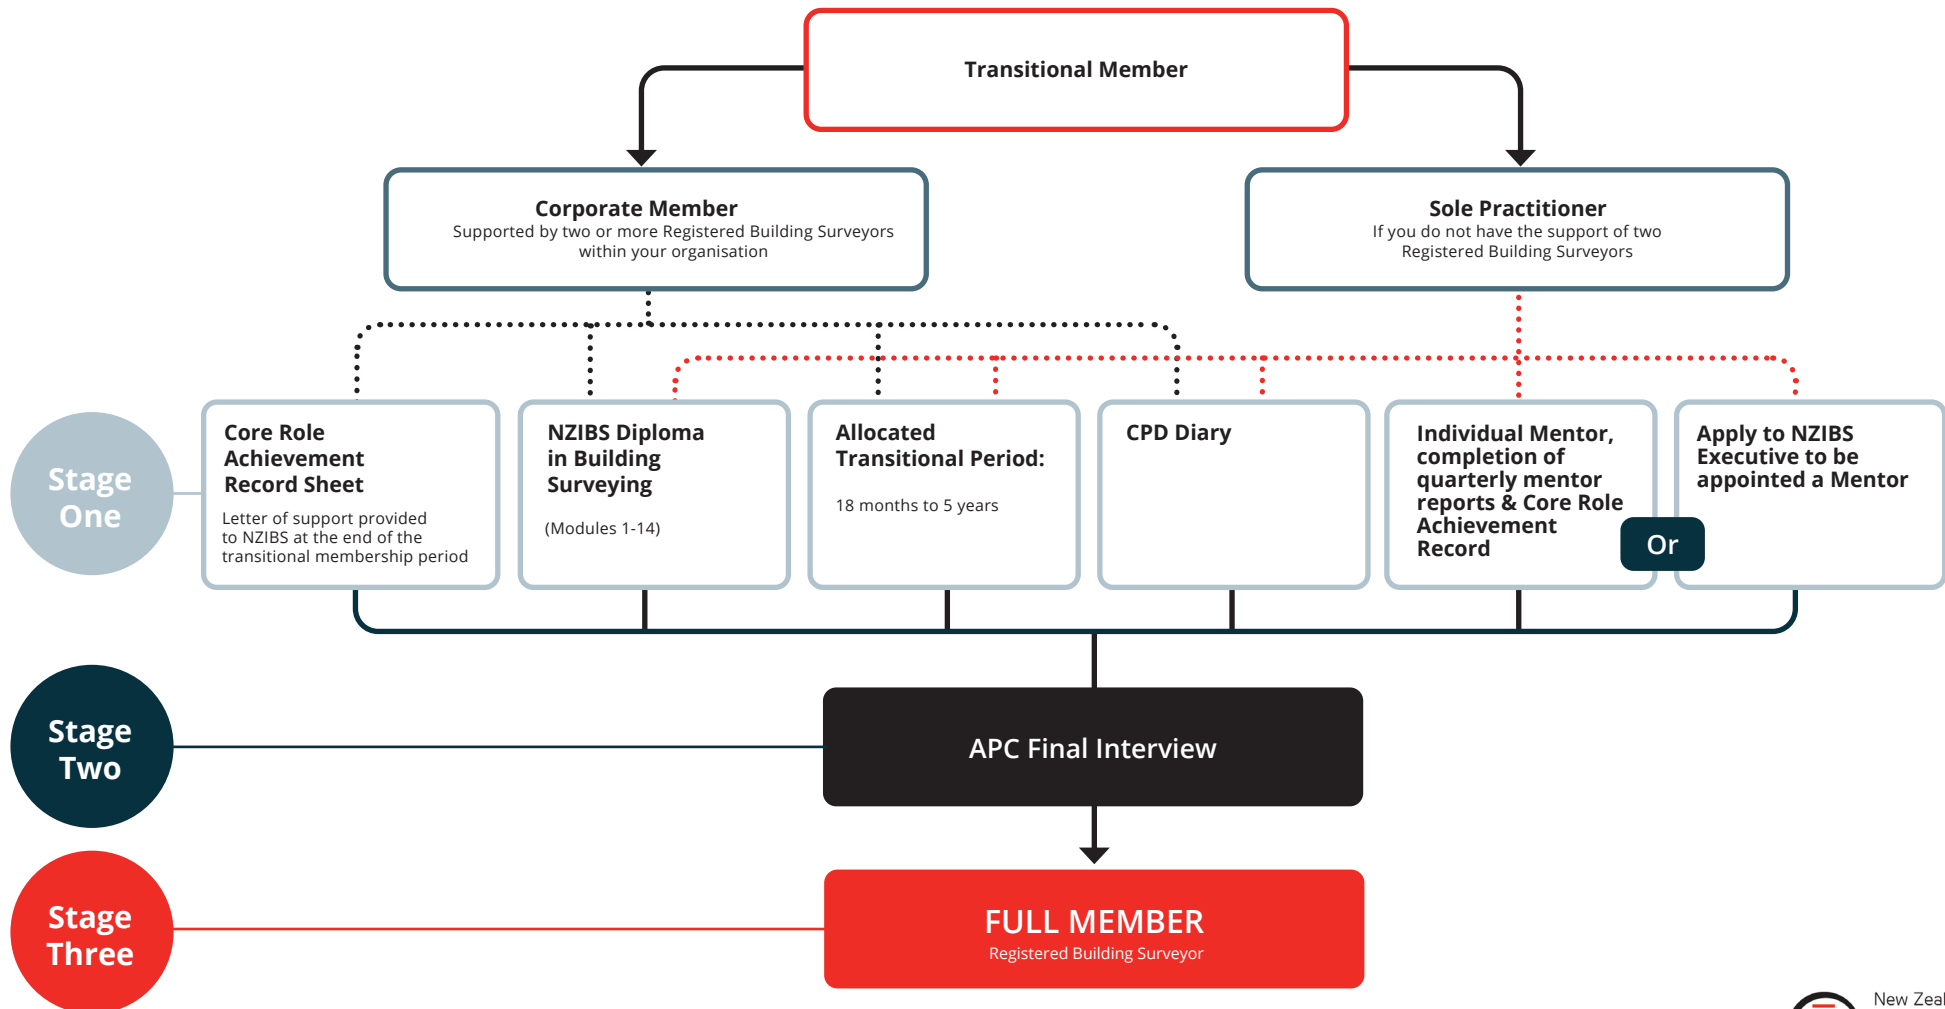 Transitional Member
Corporate Member
Supported by two or more Registered Building Surveyors
within your organisation
Sole Practitioner
If you do not have the support of two
Registered Building Surveyors
Stage
One
Core Role
Achievement
Record Sheet
Letter of support provided
to NZIBS at the end of the
transitional membership period
NZIBS Diploma
in Building
Surveying
(Modules 1-14)
Allocated
Transitional Period:
18 months to 5 years
CPD Diary
Individual Mentor,
completion of
quarterly mentor
reports & Core Role
Achievement
Record
Or
Apply to NZIBS
Executive to be
appointed a Mentor
Stage
Two
APC Final Interview
Stage
Three
FULL MEMBER
Registered Building Surveyor
New Zeal